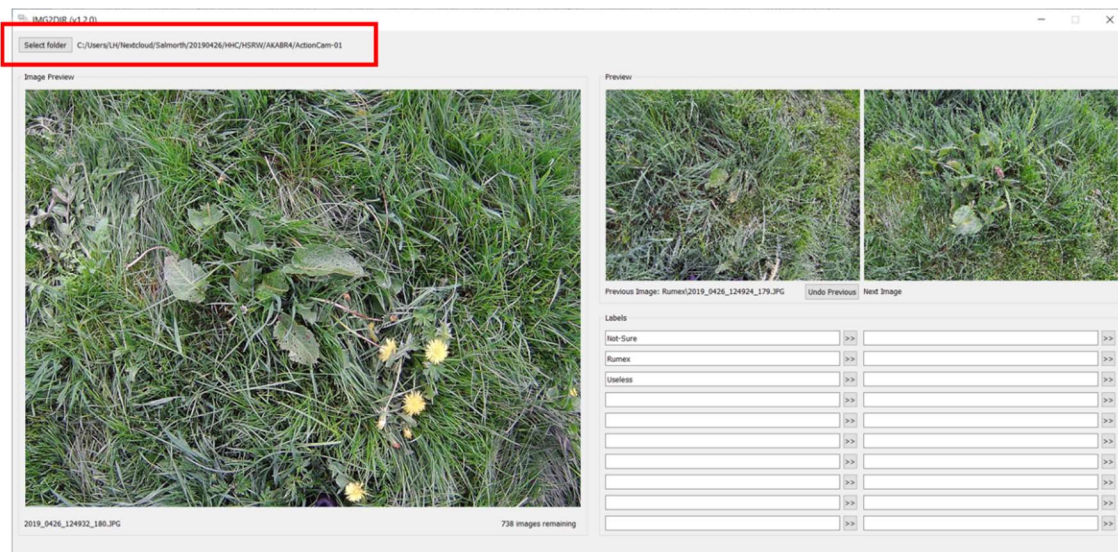 IMG2DIR (v1.2.0)
Select folder C:/Users/LH/Nextcloud/Salmorth/20190426/HHC/HSRW/AKABR4/ActionCam-01
Image Preview
2019_0426_124932_180.JPG 738 images remaining
Preview
Previous Image: Rumex\2019_0426_124924_179.JPG Undo Previous Next Image
Labels
Not-Sure >> >>
Rumex >> >>
Useless >> >>
>> >>
>> >>
>> >>
>> >>
>> >>
>> >>
>> >>